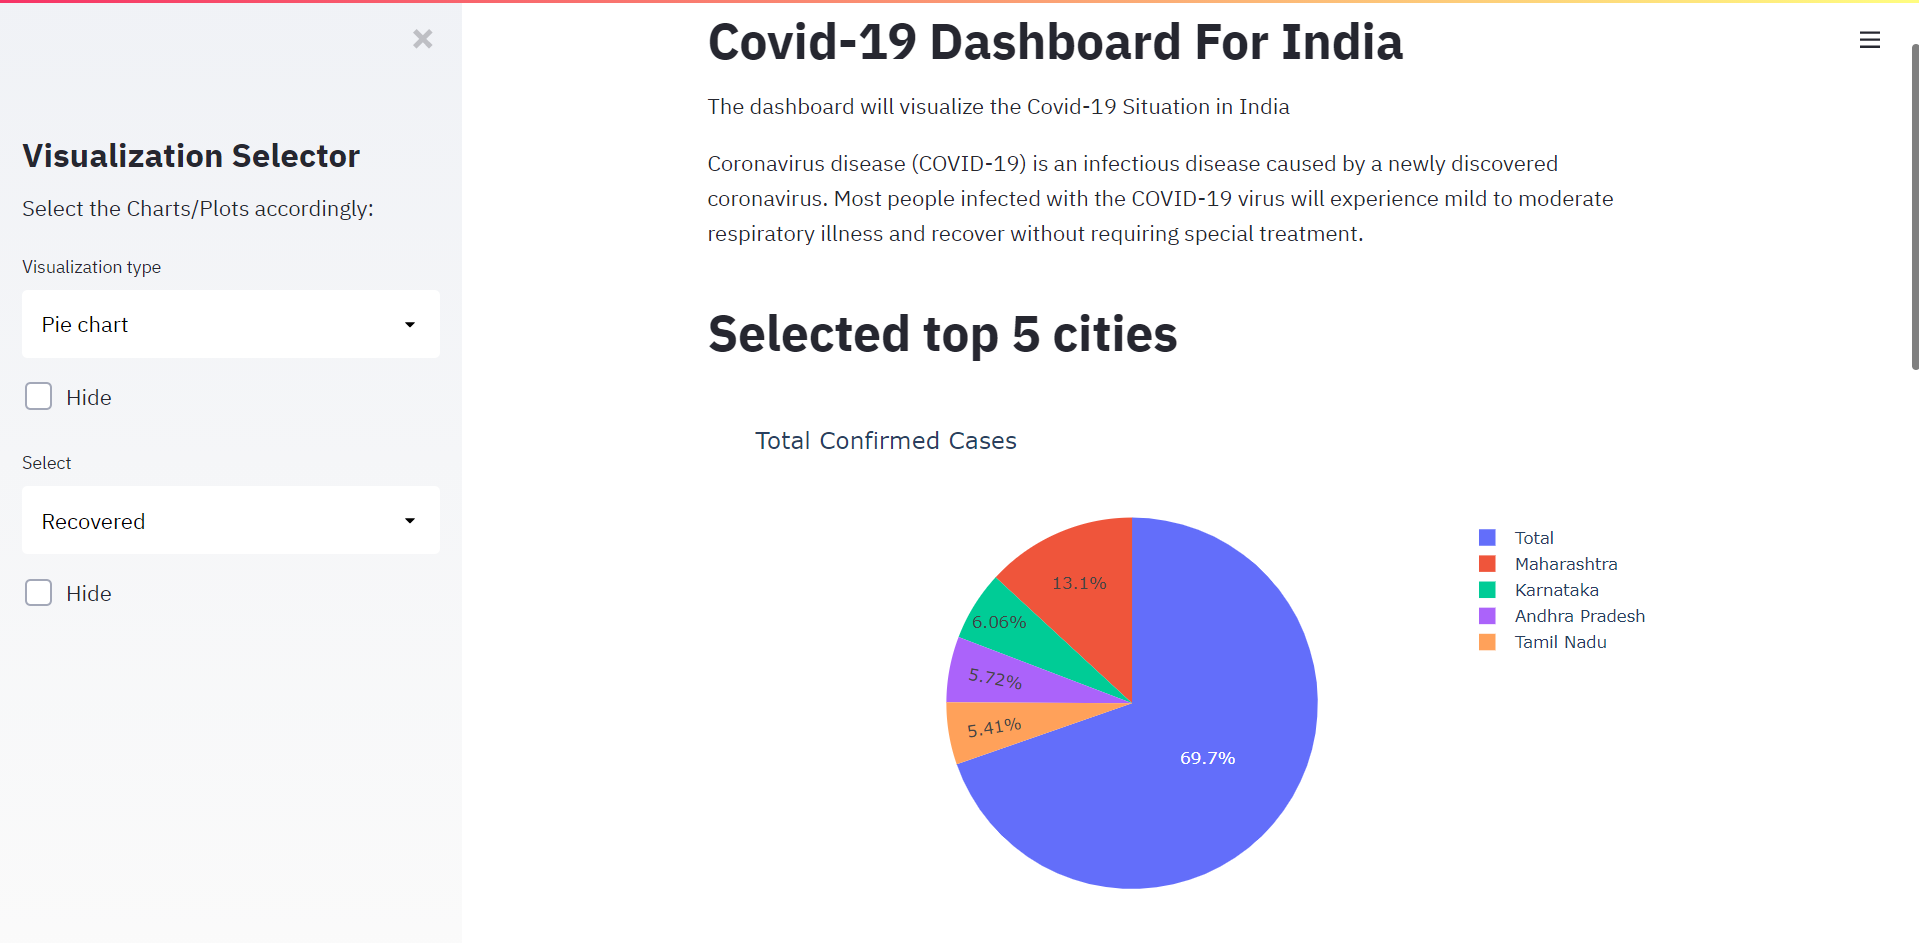 Visualization Selector
Select the Charts/Plots accordingly:
Visualization type
Pie chart
Hide
Select
Recovered
Hide
Covid-19 Dashboard For India
The dashboard will visualize the Covid-19 Situation in India
Coronavirus disease (COVID-19) is an infectious disease caused by a newly discovered
coronavirus. Most people infected with the COVID-19 virus will experience mild to moderate
respiratory illness and recover without requiring special treatment.
Selected top 5 cities
Total Confirmed Cases
13.1%
6.06%
5.72%
5.41%
69.7%
Total
Maharashtra
Karnataka
Andhra Pradesh
Tamil Nadu